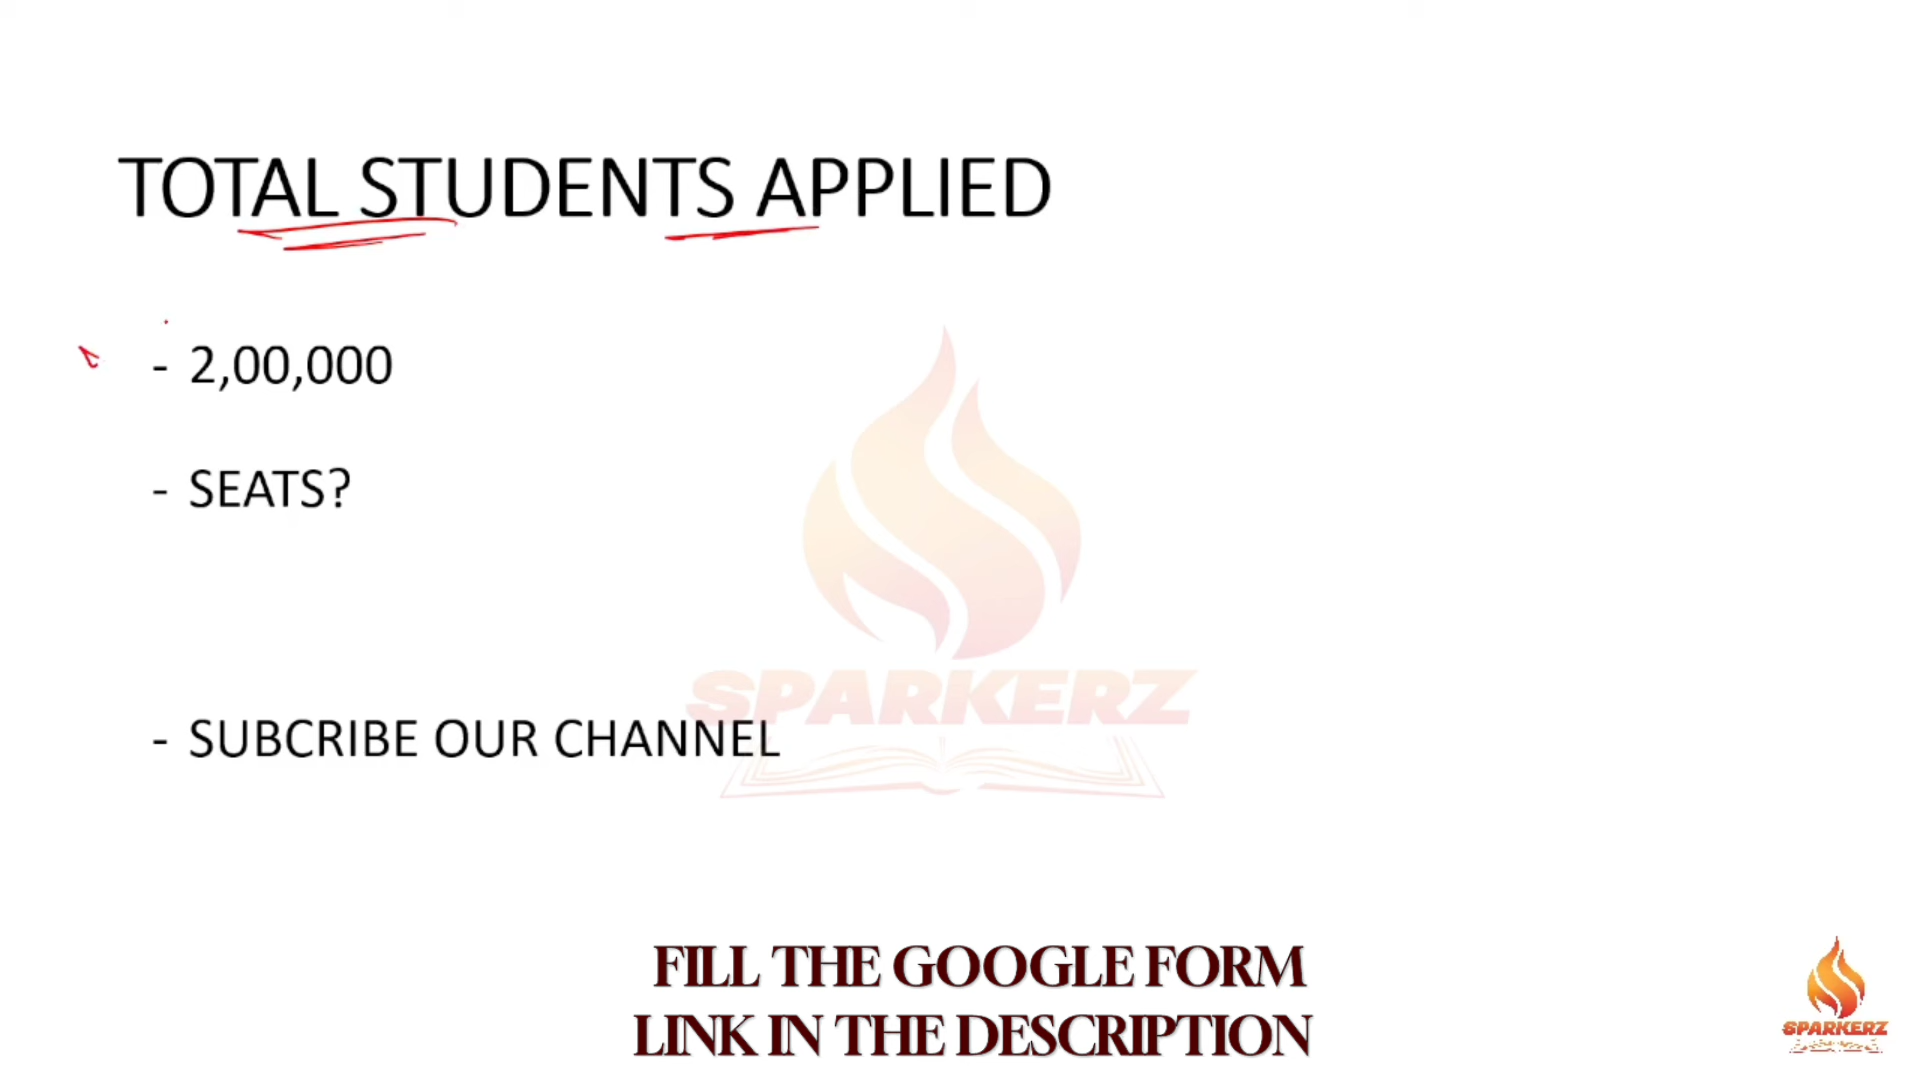 TOTAL STUDENTS APPLIED
- 2,00,000
- SEATS?
SPARKERZ
- SUBCRIBE OUR CHANNEL
FILL THE GOOGLE FORM
LINK IN THE DESCRIPTION
SPARKERZ